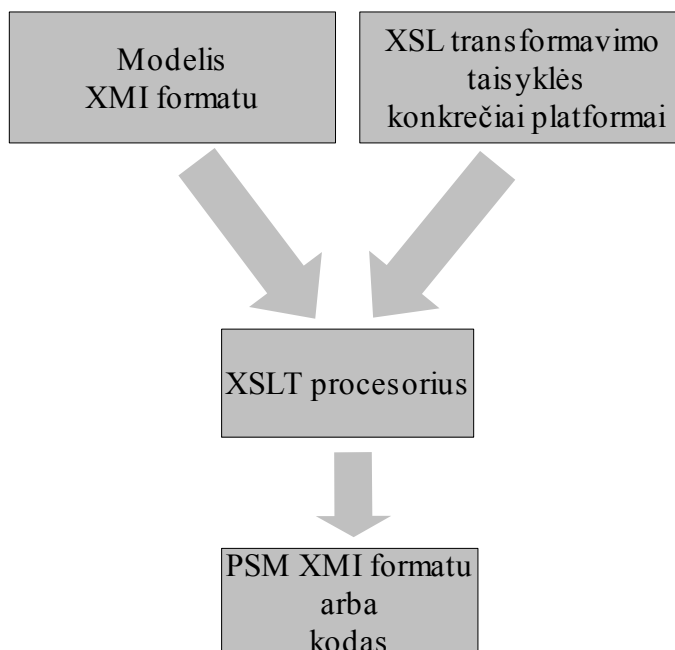 Modelis
XMI formatu
XSL transformavimo
taisyklės
konkrečiai platformai
XSLT procesorius
PSM XMI formatu
arba
kodas